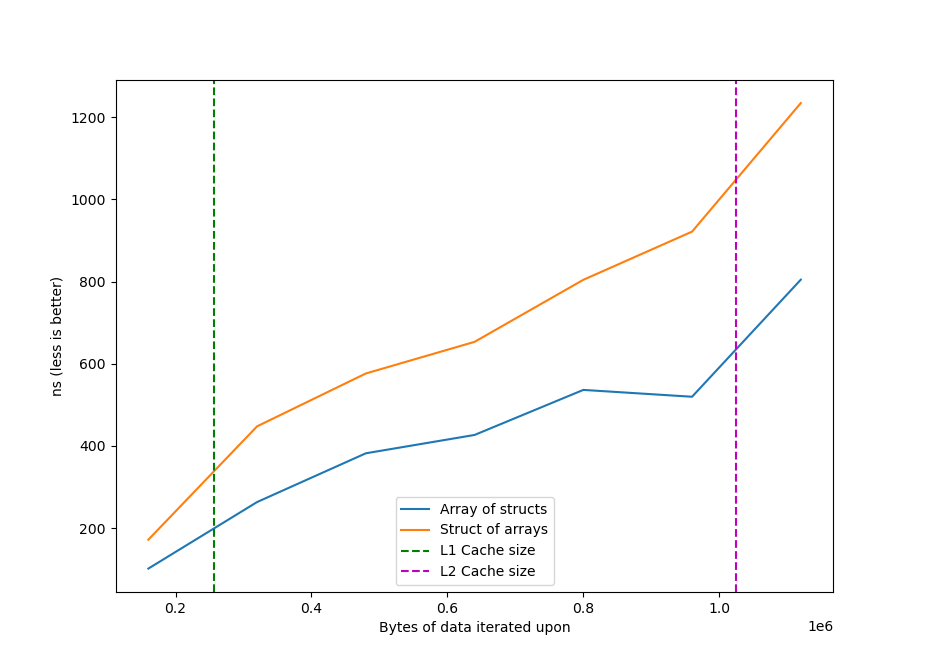 1200
1000
800
600
400
200
ns (less is better)
Array of structs
Struct of arrays
L1 Cache size
L2 Cache size
0.2 0.4 0.6 0.8 1.0
Bytes of data iterated upon
1e6